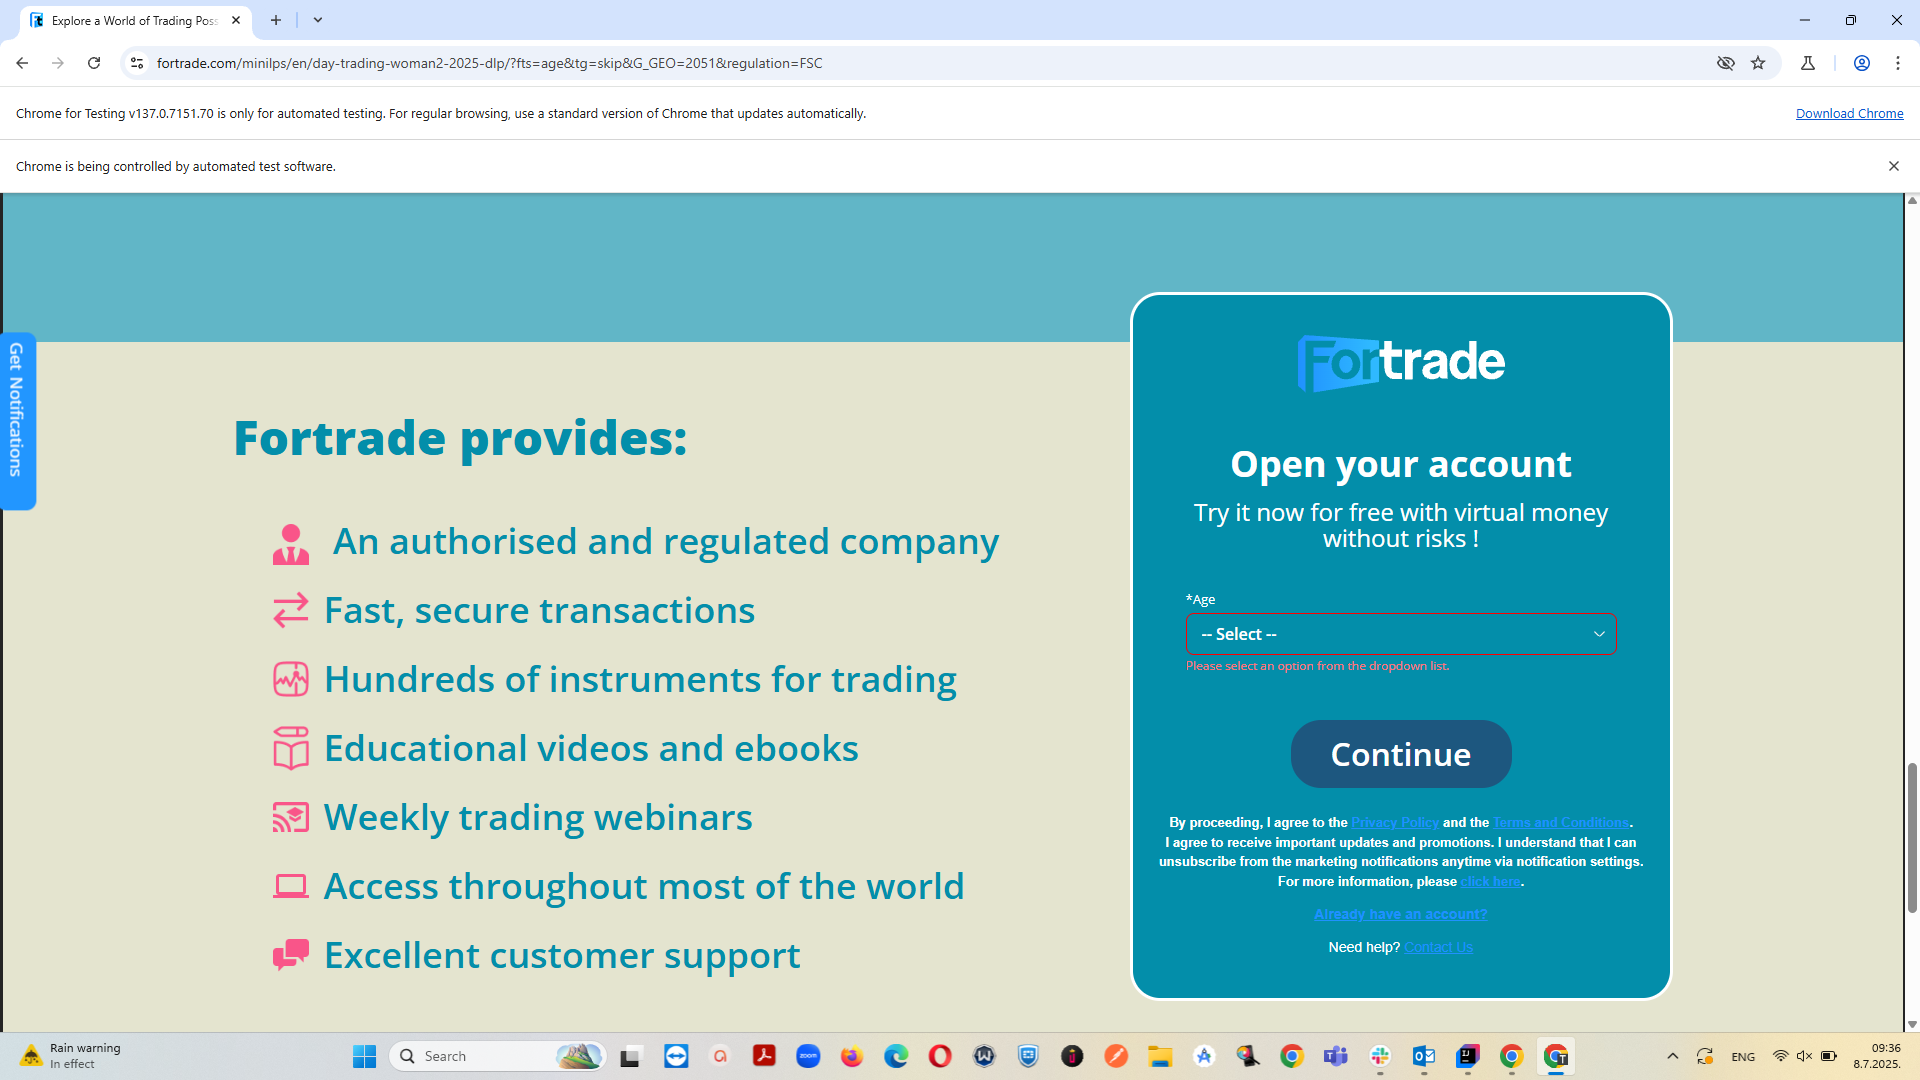 Explore a World of Trading Poss
fortrade.com/minilps/en/day-trading-woman2-2025-dlp/?fts=age&tg=skip&G_GEO=2051&regulation=FSC
Chrome for Testing v137.0.7151.70 is only for automated testing. For regular browsing, use a standard version of Chrome that updates automatically.
Download Chrome
Chrome is being controlled by automated test software.
Get Notifications
Fortrade provides:
An authorised and regulated company
Fast, secure transactions
Hundreds of instruments for trading
Educational videos and ebooks
Weekly trading webinars
Access throughout most of the world
Excellent customer support
Fortrade
Open your account
Try it now for free with virtual money
without risks !
*Age
-- Select --
Please select an option from the dropdown list.
Continue
By proceeding, I agree to the Privacy Policy and the Terms and Conditions.
I agree to receive important updates and promotions. I understand that I can
unsubscribe from the marketing notifications anytime via notification settings.
For more information, please click here.
Already have an account?
Need help? Contact Us
Rain warning
In effect
Search
zoom
ENG
09:36
8.7.2025.